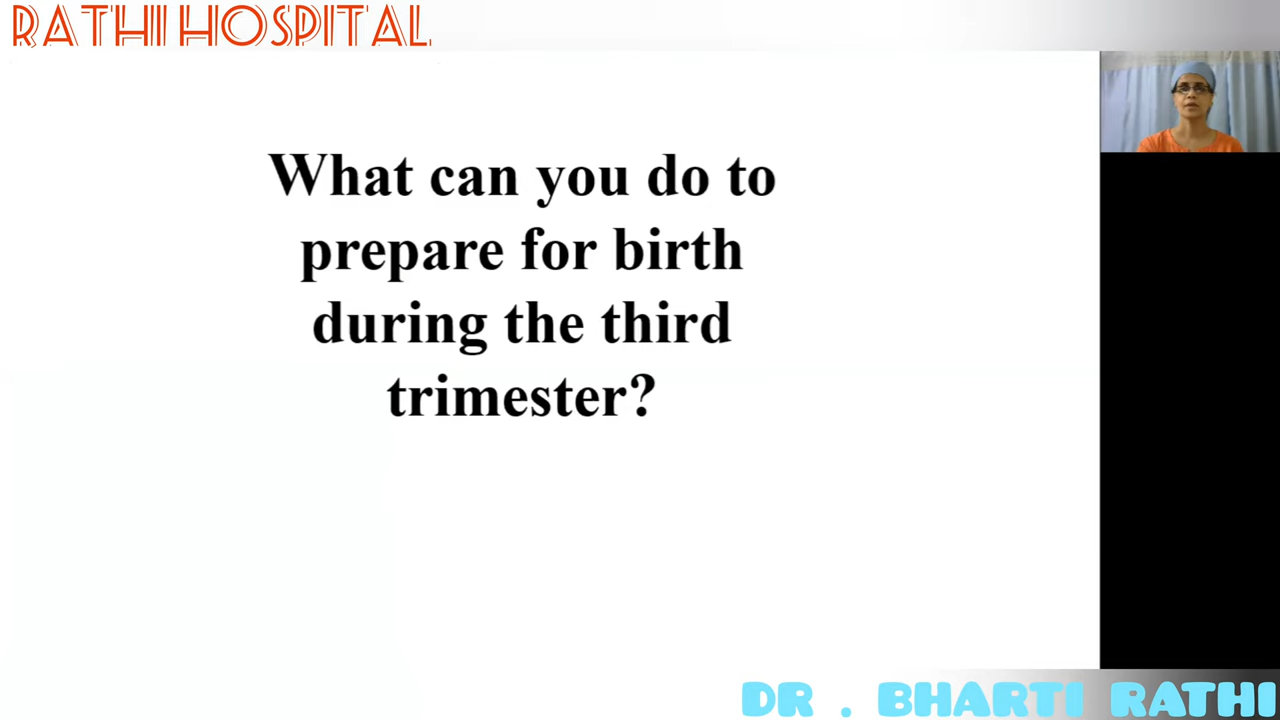 RATHI HOSPITAL
What can you do to
prepare for birth
during the third
trimester?
DR . BHARTI RATHI